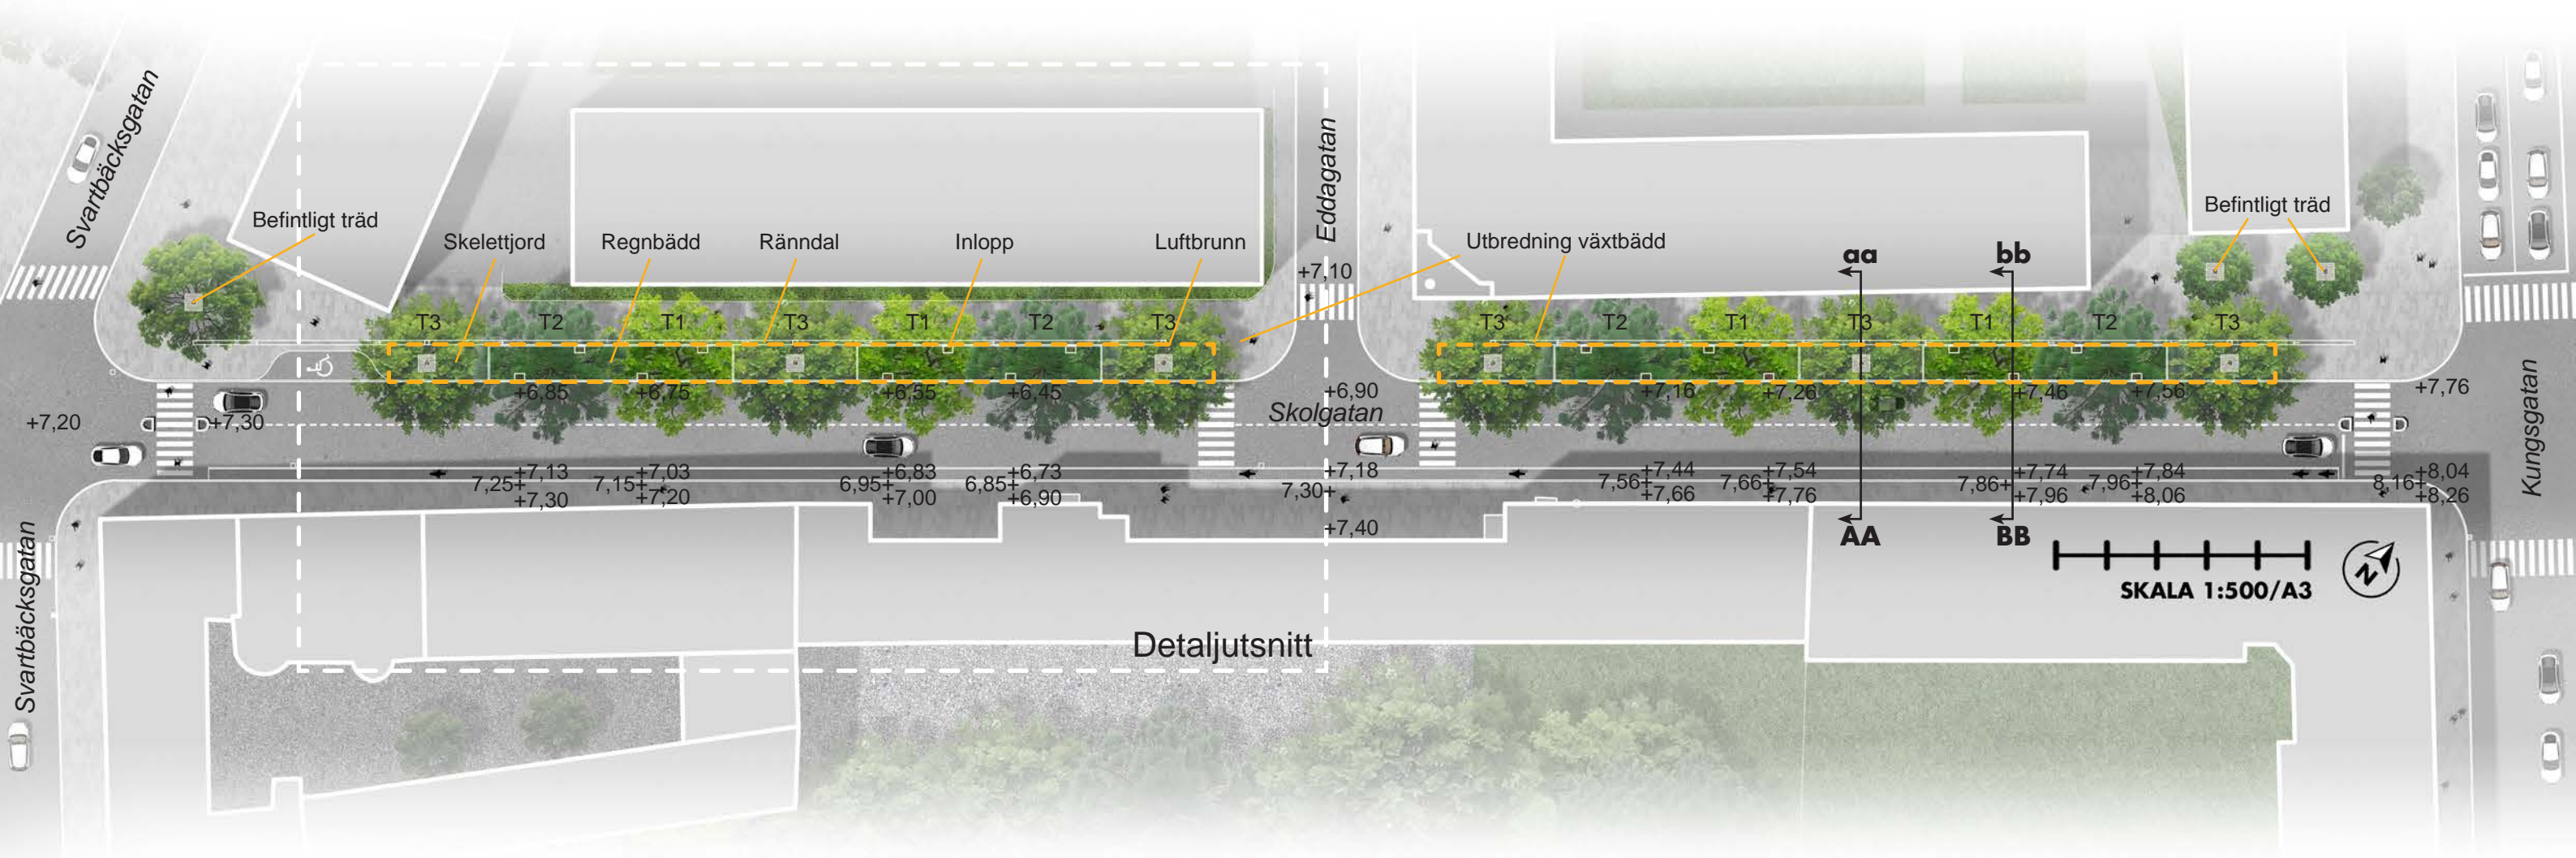 Svartbäcksgatan
Befintligt träd
Skelettjord
Regnbädd
Ränndal
Inlopp
Luftbrunn
Eddagatan
Utbredning växtbädd
aa
bb
Befintligt träd
+7,10
T3
T2
T1
T3
T1
T2
T3
T3
T2
T1
T3
T1
T2
T3
+6,85
+6,75
+6,55
+6,45
+6,90
+7,16
+7,26
+7,46
+7,56
+7,76
Skolgatan
Kungsgatan
+7,20
+7,30
7,25+
+7,13
+7,30
7,15+
+7,03
+7,20
6,95+
+6,83
+7,00
6,85+
+6,73
+6,90
+7,18
7,30+
+7,40
7,56+
+7,44
+7,66
7,66+
+7,54
+7,76
7,86+
+7,74
+7,96
7,96+
+7,84
+8,06
8,16+
+8,04
+8,26
AA
BB
Svartbäcksgatan
SKALA 1:500/A3
N
Detaljutsnitt